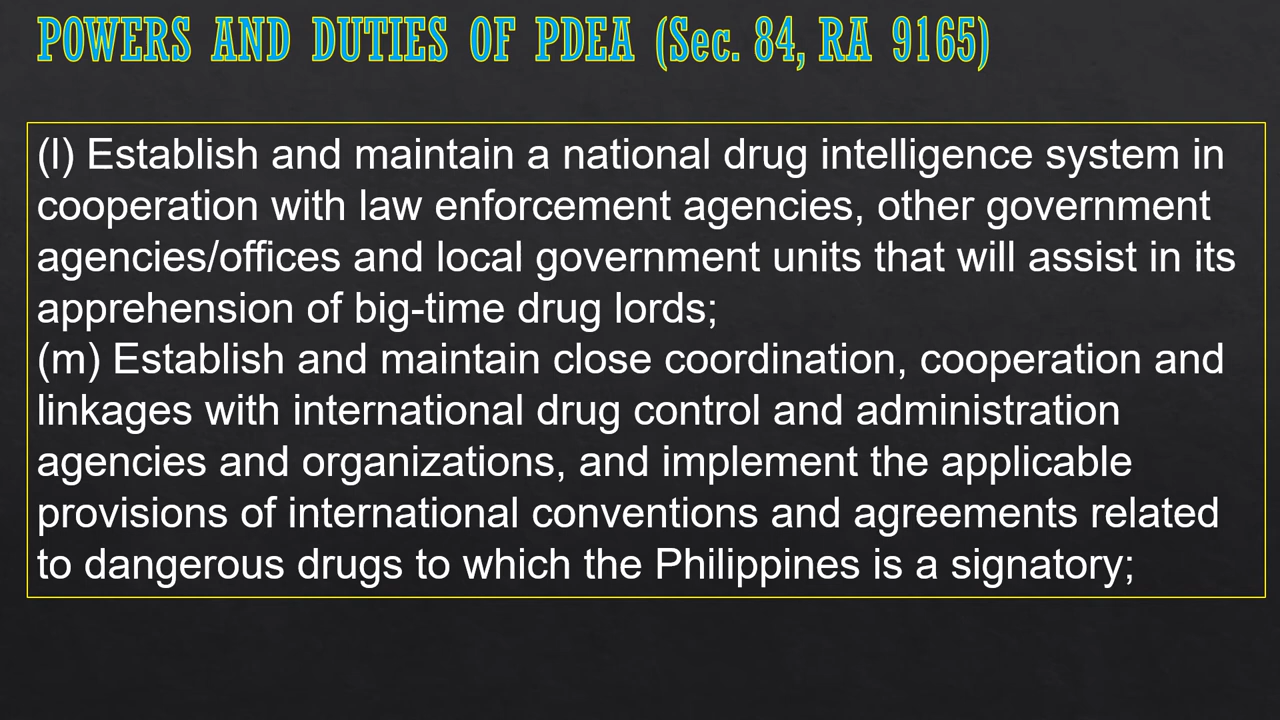 POWERS AND DUTIES OF PDEA (Sec. 84, RA 9165)
(l) Establish and maintain a national drug intelligence system in
cooperation with law enforcement agencies, other government
agencies/offices and local government units that will assist in its
apprehension of big-time drug lords;
(m) Establish and maintain close coordination, cooperation and
linkages with international drug control and administration
agencies and organizations, and implement the applicable
provisions of international conventions and agreements related
to dangerous drugs to which the Philippines is a signatory;